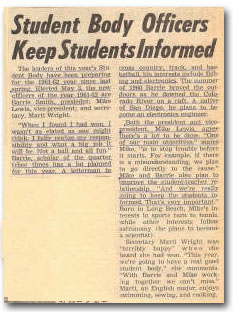 Student Body Officers
Keep Students Informed
The leaders of this year's Stu-
dent Body have been preparing
for the 1961-62 year since last
spring. Elected May 5, the new
officers of the year 1961-62 are
Barrie Smith, president; Mike
Lewis, vice-president; and secre-
tary, Marti Wright.
"When I found I had won, I
wasn't as elated as one might
think. I fully realize my respon-
sibility and what a big job it
will be. Not a ball and all fun."
Barrie, scholar of the quarter
three times, has a lot planned
for this year. A letterman in
cross country, track, and bas-
ketball, his interests include fish-
ing and electronics. The summer
of 1960 Barrie loved the out
doors as he downed the Colo-
rado River on a raft. A native
of San Diego, he plans to be-
come an electronics engineer.
Both the president and vice-
president, Mike Lewis, agree
there's a lot to be done. "One
of our main objectives," states
Mike, "is to stop trouble before
it starts. For example, if there
is a misunderstanding, we plan
to go directly to the cause."
Mike and Barrie also plan to
improve the student-teacher re-
lationship. "And we're really
going to keep the students in-
formed. That's very important."
Born in Long Beach, Mike's in-
terests in sports turn to tennis
while other interests follow
astronomy (he plans to become
a scientist).
Secretary Marti Wright was
"terribly happy" when she
heard she had won. "This year,
we're going to have a real good
student body," she comments.
"With Barrie and Mike work-
ing together we can't miss."
Marti, an English major, enjoys
swimming, sewing, and cooking.